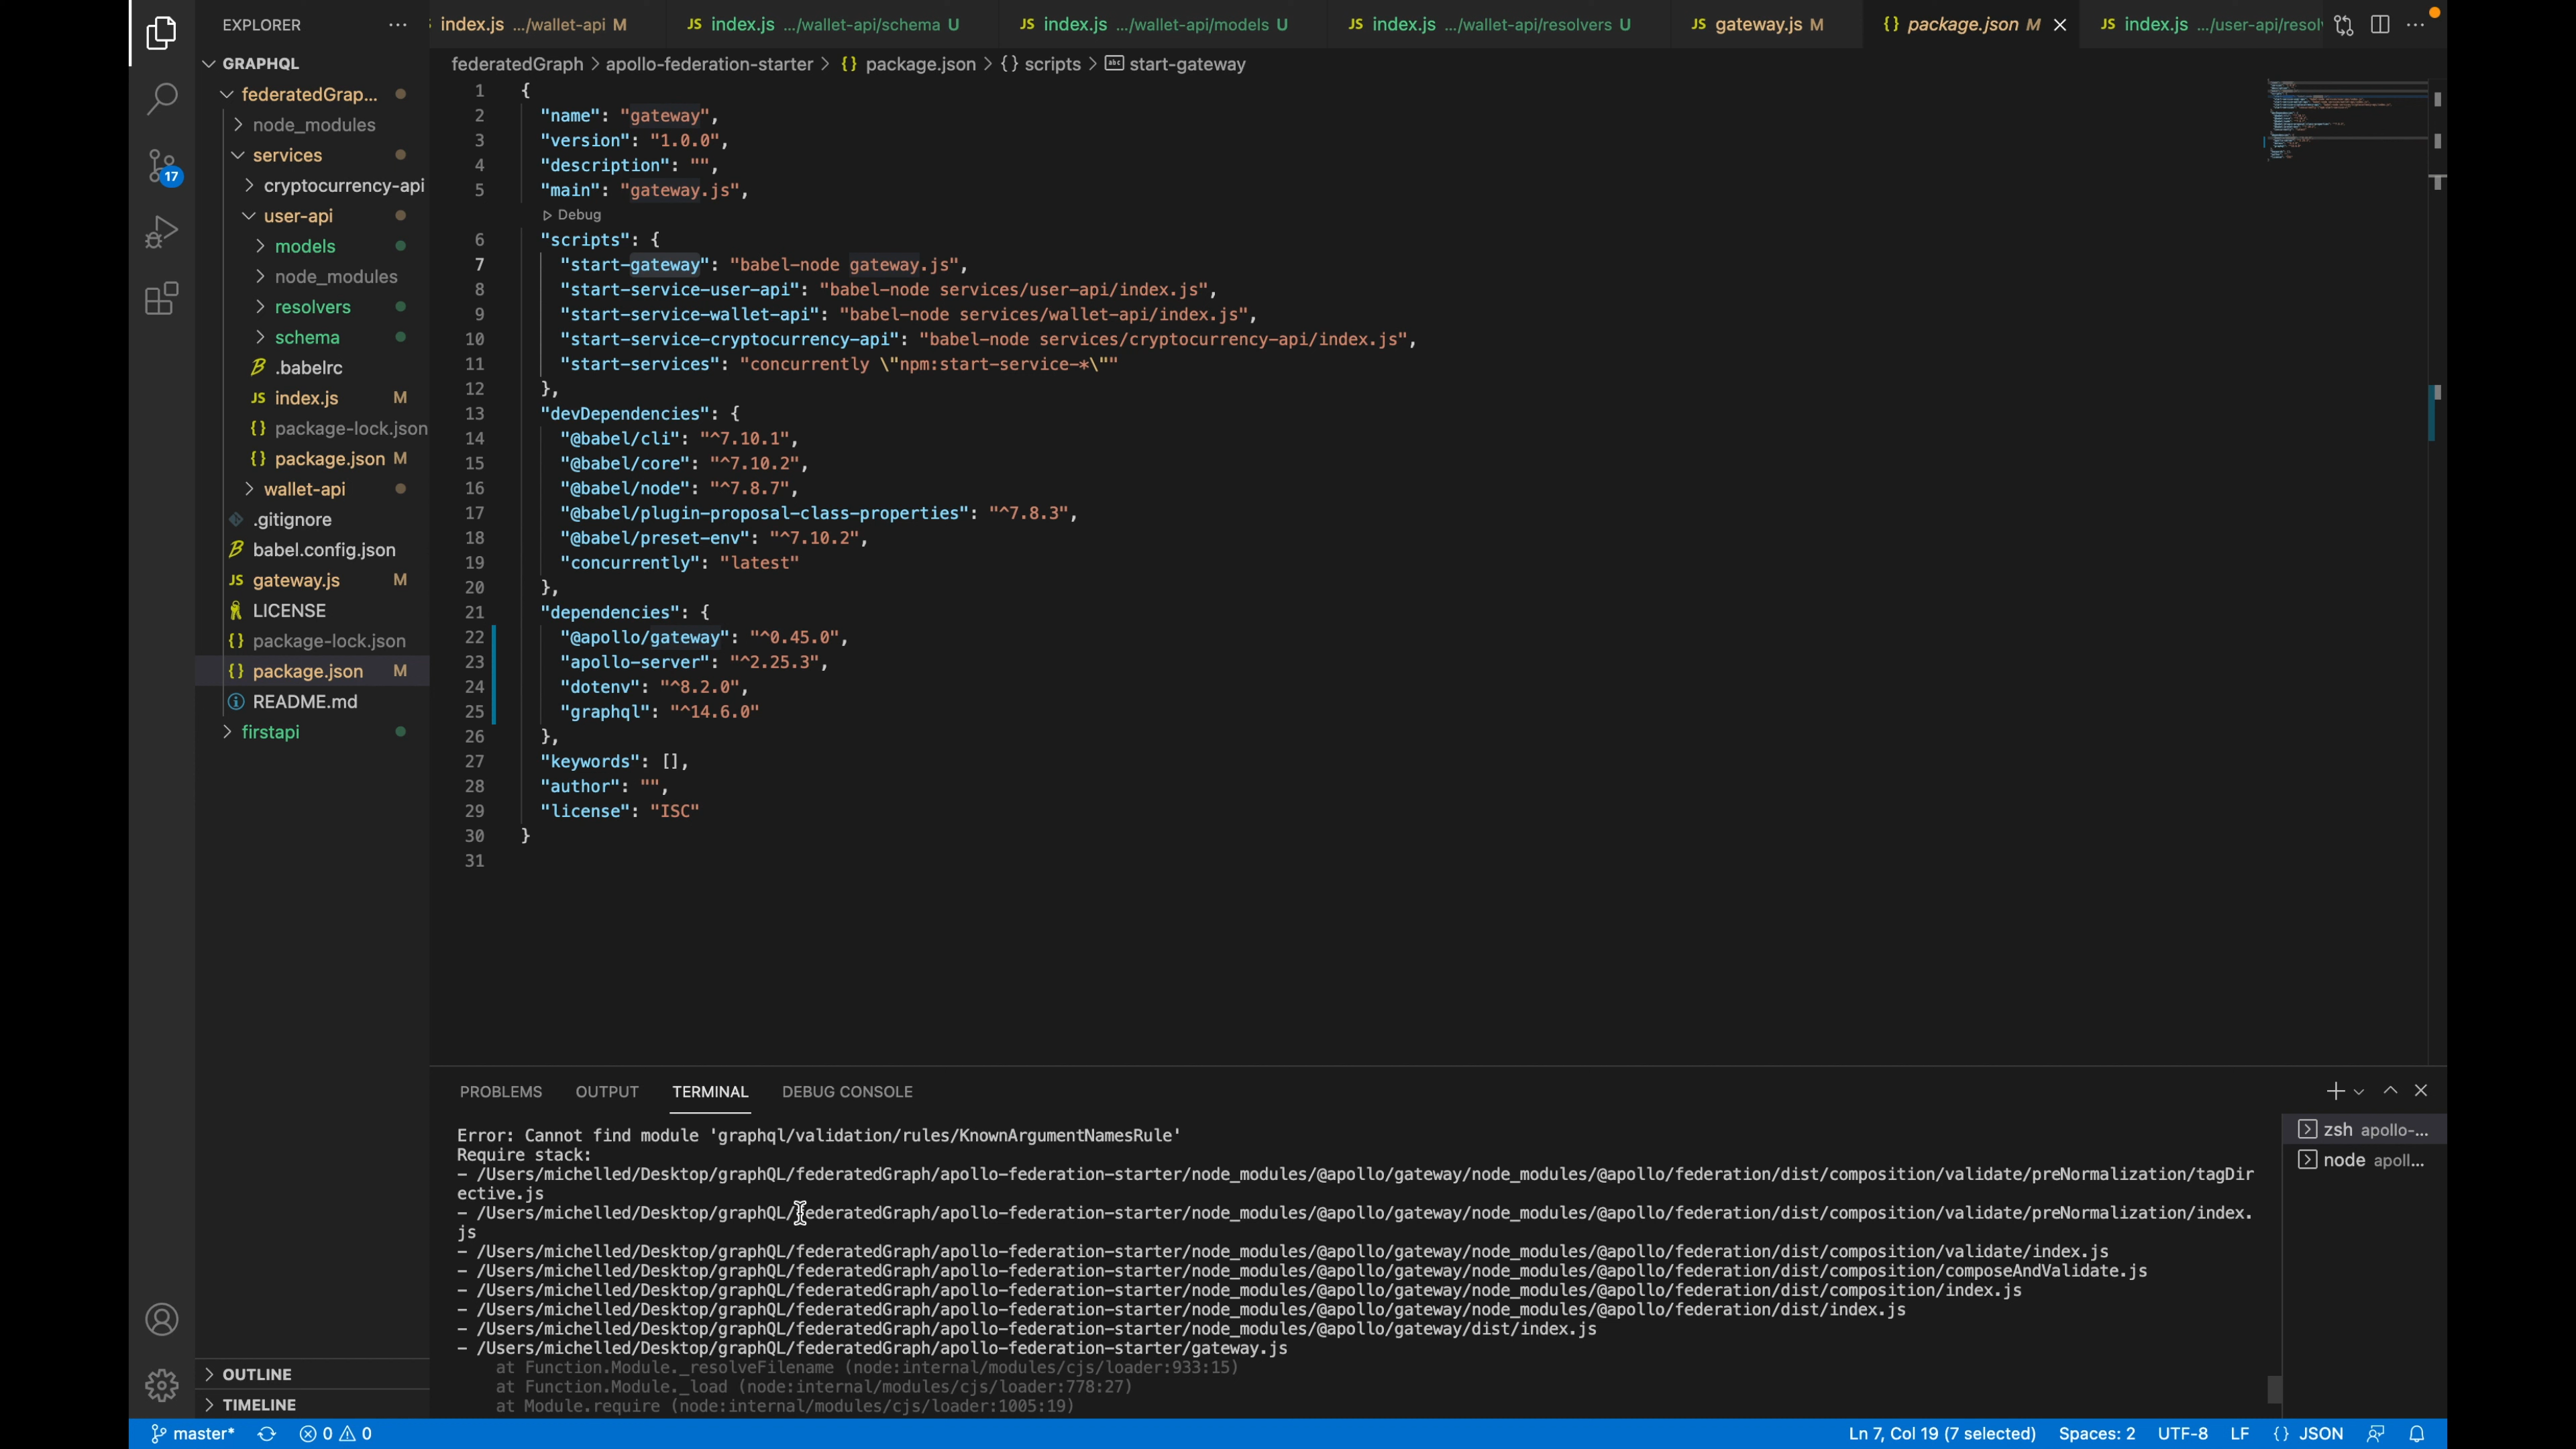 EXPLORER
index.js .../wallet-api M
JS index.js .../wallet-api/schema U
JS index.js .../wallet-api/models U
JS index.js .../wallet-api/resolvers U
JS gateway.js M
{} package.json M
JS index.js .../user-api/resolv
GRAPHQL
federatedGraph > apollo-federation-starter > {} package.json > {} scripts > abc start-gateway
federatedGrap...
node_modules
services
cryptocurrency-api
user-api
models
node_modules
resolvers
schema
.babelrc
JS index.js M
{} package-lock.json
{} package.json M
wallet-api
.gitignore
babel.config.json
JS gateway.js M
LICENSE
{} package-lock.json
{} package.json M
README.md
firstapi
OUTLINE
TIMELINE
17
1 {
2 "name": "gateway",
3 "version": "1.0.0",
4 "description": "",
5 "main": "gateway.js",
Debug
6 "scripts": {
7 "start-gateway": "babel-node gateway.js",
8 "start-service-user-api": "babel-node services/user-api/index.js",
9 "start-service-wallet-api": "babel-node services/wallet-api/index.js",
10 "start-service-cryptocurrency-api": "babel-node services/cryptocurrency-api/index.js",
11 "start-services": "concurrently \"npm:start-service-*\""
12 },
13 "devDependencies": {
14 "@babel/cli": "^7.10.1",
15 "@babel/core": "^7.10.2",
16 "@babel/node": "^7.8.7",
17 "@babel/plugin-proposal-class-properties": "^7.8.3",
18 "@babel/preset-env": "^7.10.2",
19 "concurrently": "latest"
20 },
21 "dependencies": {
22 "@apollo/gateway": "^0.45.0",
23 "apollo-server": "^2.25.3",
24 "dotenv": "^8.2.0",
25 "graphql": "^14.6.0"
26 },
27 "keywords": [],
28 "author": "",
29 "license": "ISC"
30 }
31
PROBLEMS OUTPUT TERMINAL DEBUG CONSOLE
Error: Cannot find module 'graphql/validation/rules/KnownArgumentNamesRule'
Require stack:
- /Users/michelled/Desktop/graphQL/federatedGraph/apollo-federation-starter/node_modules/@apollo/gateway/node_modules/@apollo/federation/dist/composition/validate/preNormalization/tagDir
ective.js
- /Users/michelled/Desktop/graphQL/federatedGraph/apollo-federation-starter/node_modules/@apollo/gateway/node_modules/@apollo/federation/dist/composition/validate/preNormalization/index.
js
- /Users/michelled/Desktop/graphQL/federatedGraph/apollo-federation-starter/node_modules/@apollo/gateway/node_modules/@apollo/federation/dist/composition/validate/index.js
- /Users/michelled/Desktop/graphQL/federatedGraph/apollo-federation-starter/node_modules/@apollo/gateway/node_modules/@apollo/federation/dist/composition/composeAndValidate.js
- /Users/michelled/Desktop/graphQL/federatedGraph/apollo-federation-starter/node_modules/@apollo/gateway/node_modules/@apollo/federation/dist/composition/index.js
- /Users/michelled/Desktop/graphQL/federatedGraph/apollo-federation-starter/node_modules/@apollo/gateway/node_modules/@apollo/federation/dist/index.js
- /Users/michelled/Desktop/graphQL/federatedGraph/apollo-federation-starter/node_modules/@apollo/gateway/dist/index.js
- /Users/michelled/Desktop/graphQL/federatedGraph/apollo-federation-starter/gateway.js
at Function.Module._resolveFilename (node:internal/modules/cjs/loader:933:15)
at Function.Module._load (node:internal/modules/cjs/loader:778:27)
at Module.require (node:internal/modules/cjs/loader:1005:19)
zsh apollo-...
node apoll...
master* 0 0 Ln 7, Col 19 (7 selected) Spaces: 2 UTF-8 LF {} JSON